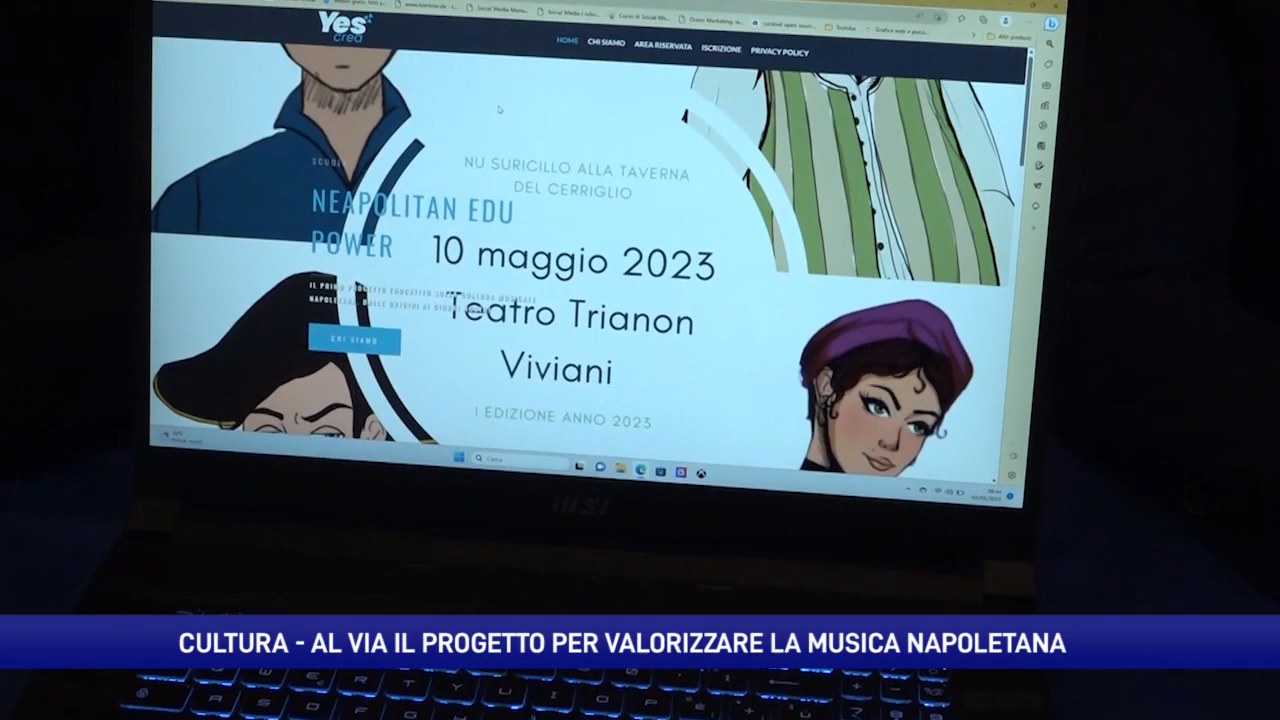 Yes
crea
HOME CHI SIAMO AREA RISERVATA ISCRIZIONE PRIVACY POLICY
NU SURICILLO ALLA TAVERNA
DEL CERRIGLIO
NEAPOLITAN EDU
POWER
10 maggio 2023
Teatro Trianon
Viviani
CHI SIAMO
I EDIZIONE ANNO 2023
Cerca
msi
CULTURA - AL VIA IL PROGETTO PER VALORIZZARE LA MUSICA NAPOLETANA